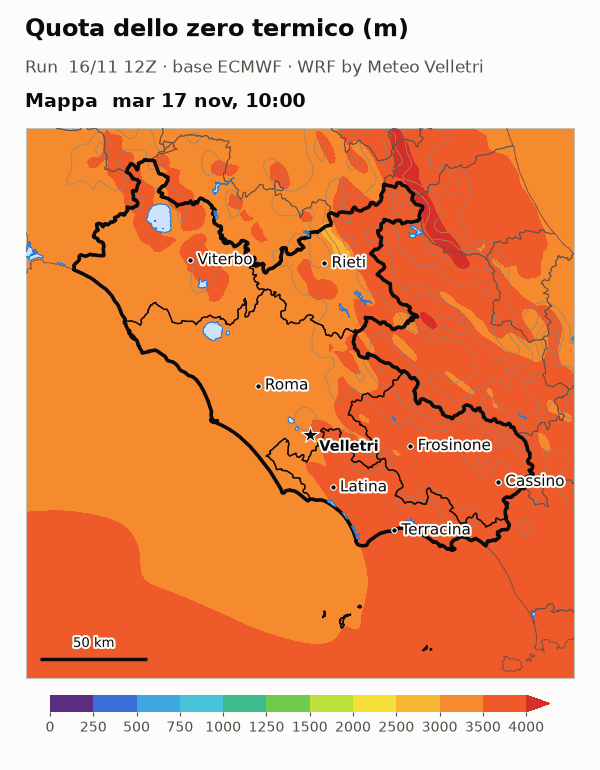 Quota dello zero termico (m)
Run  16/11 12Z · base ECMWF · WRF by Meteo Velletri
Mappa  mar 17 nov, 10:00
Viterbo
Rieti
Roma
Velletri
Frosinone
Latina
Cassino
Terracina
50 km
0 250 500 750 1000 1250 1500 2000 2500 3000 3500 4000